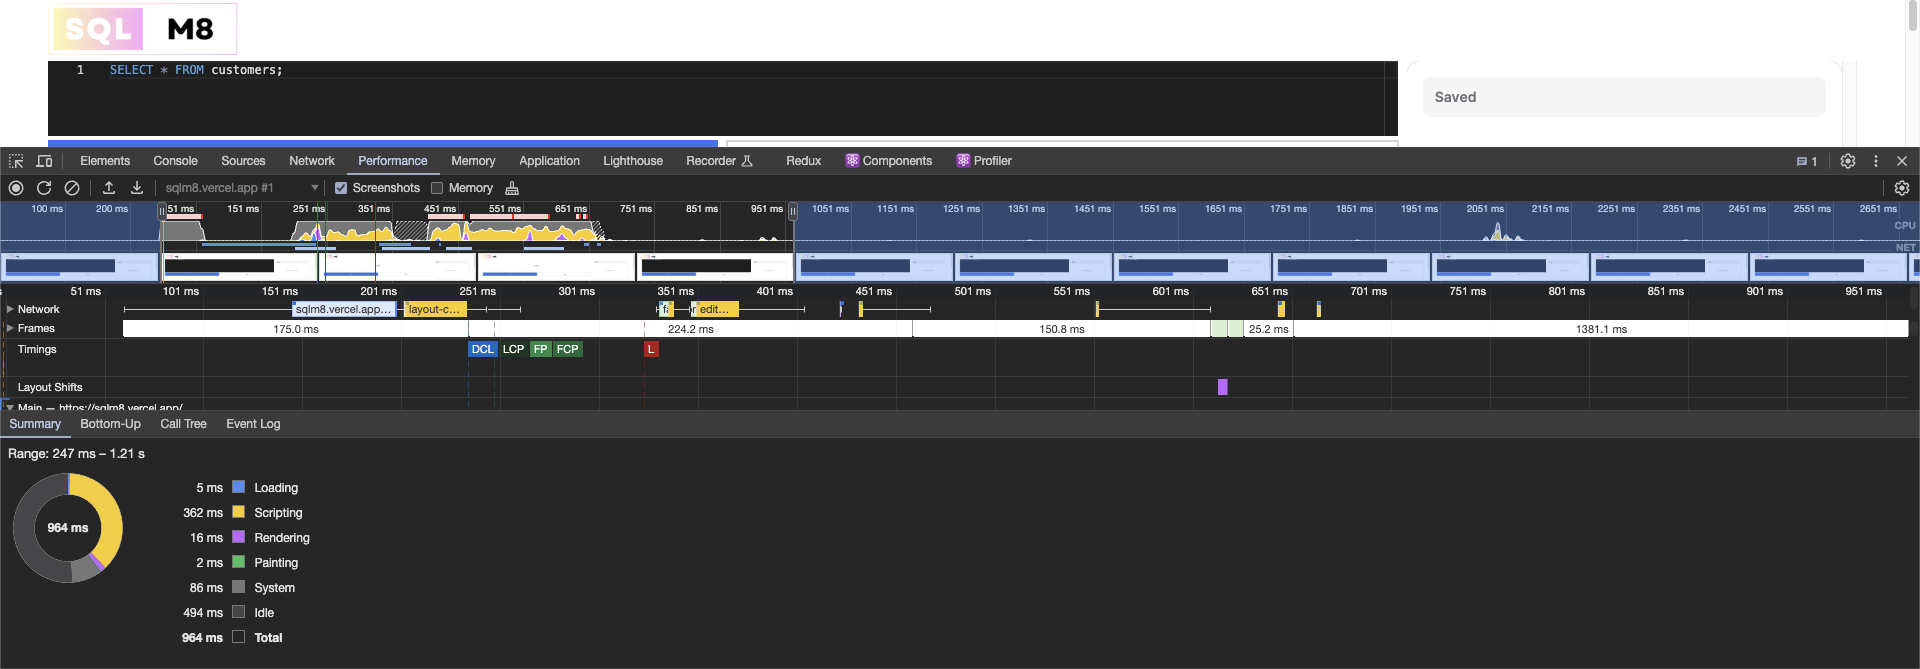 SQL M8
1 SELECT * FROM customers;
Saved
Elements Console Sources Network Performance Memory Application Lighthouse Recorder Redux Components Profiler 1
sqlm8.vercel.app #1 Screenshots Memory
100 ms 200 ms 51 ms 151 ms 251 ms 351 ms 451 ms 551 ms 651 ms 751 ms 851 ms 951 ms 1051 ms 1151 ms 1251 ms 1351 ms 1451 ms 1551 ms 1651 ms 1751 ms 1851 ms 1951 ms 2051 ms 2151 ms 2251 ms 2351 ms 2451 ms 2551 ms 2651 ms
CPU
NET
51 ms 101 ms 151 ms 201 ms 251 ms 301 ms 351 ms 401 ms 451 ms 501 ms 551 ms 601 ms 651 ms 701 ms 751 ms 801 ms 851 ms 901 ms 951 ms
Network sqlm8.vercel.app... layout-c... edit...
Frames 175.0 ms 224.2 ms 150.8 ms 25.2 ms 1381.1 ms
Timings DCL LCP FP FCP L
Layout Shifts
Main — https://sqlm8.vercel.app/
Summary Bottom-Up Call Tree Event Log
Range: 247 ms – 1.21 s
964 ms
5 ms Loading
362 ms Scripting
16 ms Rendering
2 ms Painting
86 ms System
494 ms Idle
964 ms Total